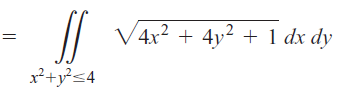 = ∬ √4x² + 4y² + 1 dx dy
x²+y²≤4